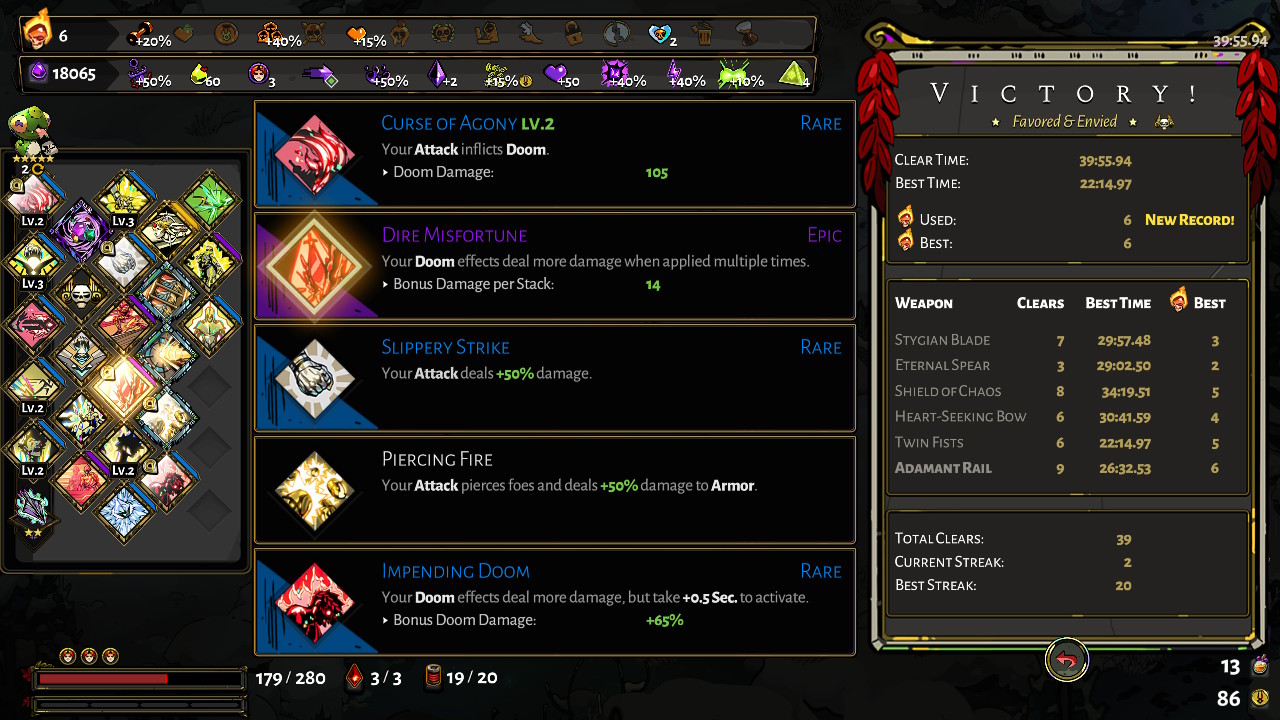 6
+20%
+40%
+15%
2
18065
+50%
60
3
+50%
+2
+15%
+50
+40%
+40%
+10%
4
2
Lv.2
Lv.3
Lv.3
Lv.2
Lv.2
Lv.2
CURSE OF AGONY LV.2
RARE
Your Attack inflicts Doom.
Doom Damage: 105
DIRE MISFORTUNE
EPIC
Your Doom effects deal more damage when applied multiple times.
Bonus Damage per Stack: 14
SLIPPERY STRIKE
RARE
Your Attack deals +50% damage.
PIERCING FIRE
Your Attack pierces foes and deals +50% damage to Armor.
IMPENDING DOOM
RARE
Your Doom effects deal more damage, but take +0.5 Sec. to activate.
Bonus Doom Damage: +65%
179 / 280
3 / 3
19 / 20
39:55.94
VICTORY!
Favored & Envied
CLEAR TIME: 39:55.94
BEST TIME: 22:14.97
USED: 6 NEW RECORD!
BEST: 6
WEAPON CLEARS BEST TIME BEST
STYGIAN BLADE 7 29:57.48 3
ETERNAL SPEAR 3 29:02.50 2
SHIELD OF CHAOS 8 34:19.51 5
HEART-SEEKING BOW 6 30:41.59 4
TWIN FISTS 6 22:14.97 5
ADAMANT RAIL 9 26:32.53 6
TOTAL CLEARS: 39
CURRENT STREAK: 2
BEST STREAK: 20
13
86